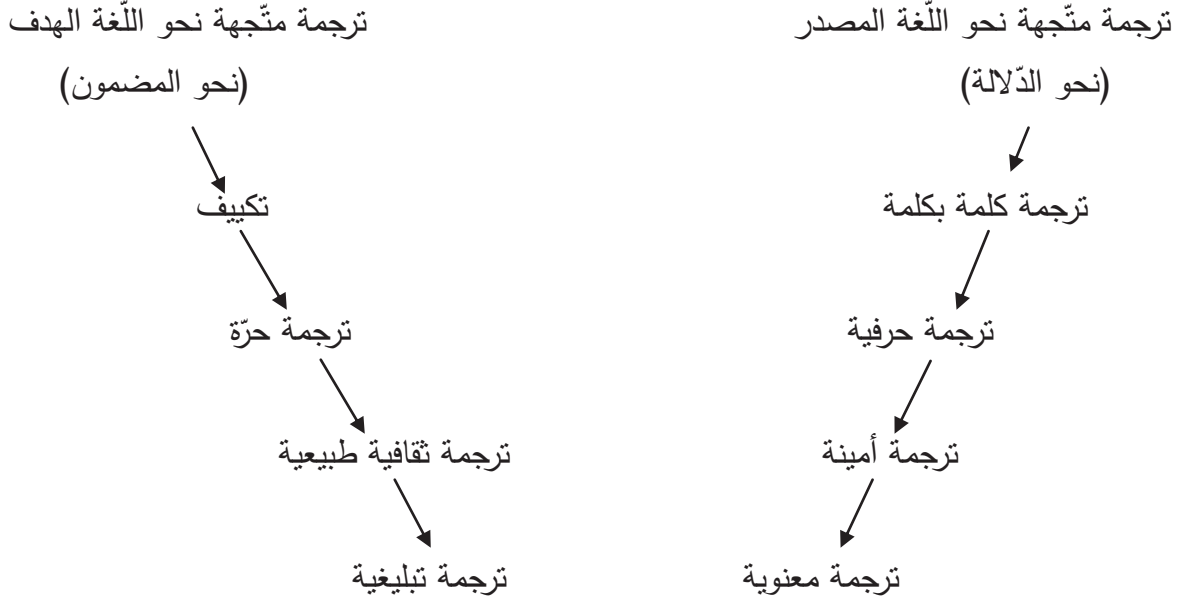 ترجمة متّجهة نحو اللّغة المصدر
ترجمة متّجهة نحو اللّغة الهدف
(نحو الدّلالة)
(نحو المضمون)
ترجمة كلمة بكلمة
تكييف
ترجمة حرفية
ترجمة حرّة
ترجمة أمينة
ترجمة ثقافية طبيعية
ترجمة معنوية
ترجمة تبليغية